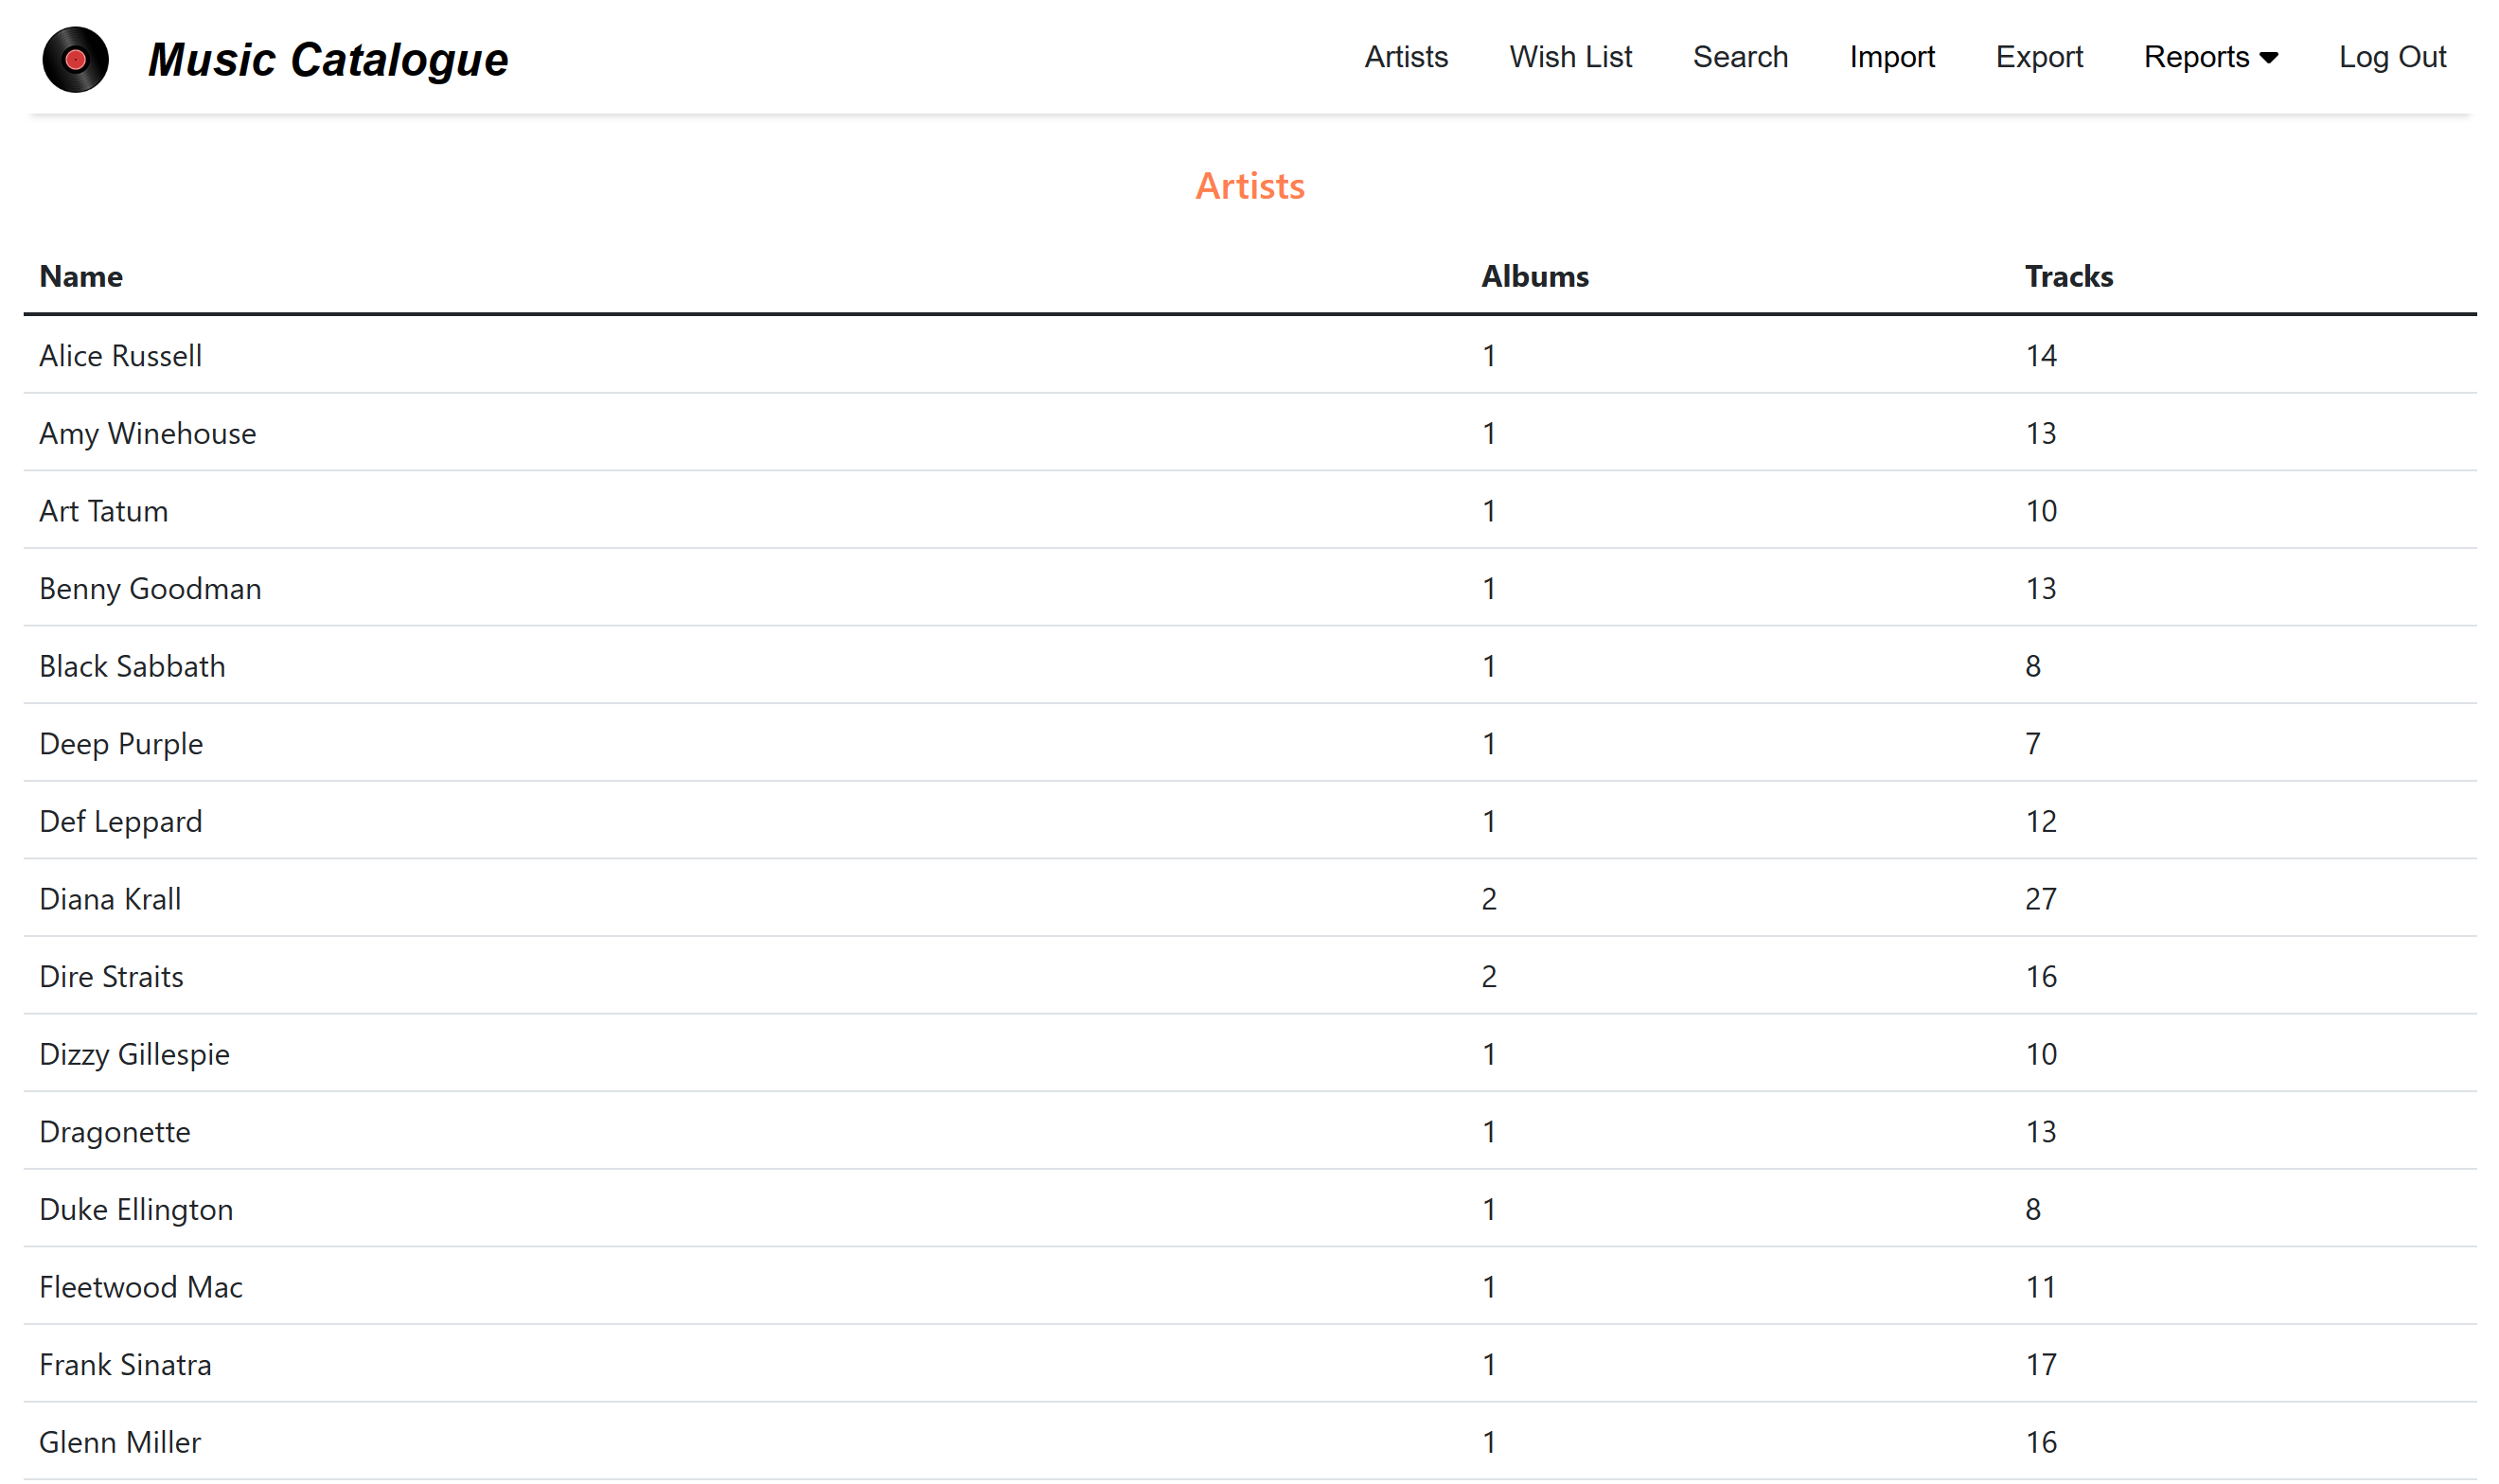 Music Catalogue Artists Wish List Search Import Export Reports Log Out
Artists
Name Albums Tracks
Alice Russell 1 14
Amy Winehouse 1 13
Art Tatum 1 10
Benny Goodman 1 13
Black Sabbath 1 8
Deep Purple 1 7
Def Leppard 1 12
Diana Krall 2 27
Dire Straits 2 16
Dizzy Gillespie 1 10
Dragonette 1 13
Duke Ellington 1 8
Fleetwood Mac 1 11
Frank Sinatra 1 17
Glenn Miller 1 16